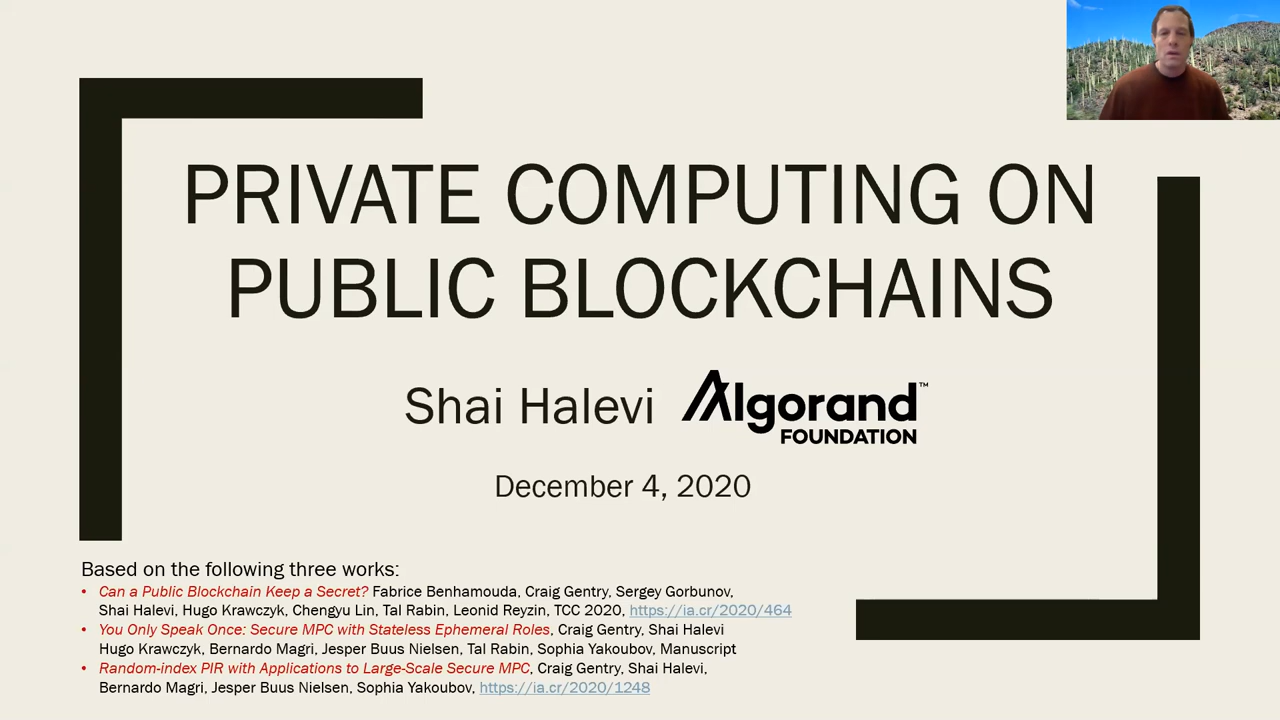 PRIVATE COMPUTING ON
PUBLIC BLOCKCHAINS
Shai Halevi Algorand™
FOUNDATION
December 4, 2020
Based on the following three works:
• Can a Public Blockchain Keep a Secret? Fabrice Benhamouda, Craig Gentry, Sergey Gorbunov,
Shai Halevi, Hugo Krawczyk, Chengyu Lin, Tal Rabin, Leonid Reyzin, TCC 2020, https://ia.cr/2020/464
• You Only Speak Once: Secure MPC with Stateless Ephemeral Roles, Craig Gentry, Shai Halevi
Hugo Krawczyk, Bernardo Magri, Jesper Buus Nielsen, Tal Rabin, Sophia Yakoubov, Manuscript
• Random-index PIR with Applications to Large-Scale Secure MPC, Craig Gentry, Shai Halevi,
Bernardo Magri, Jesper Buus Nielsen, Sophia Yakoubov, https://ia.cr/2020/1248